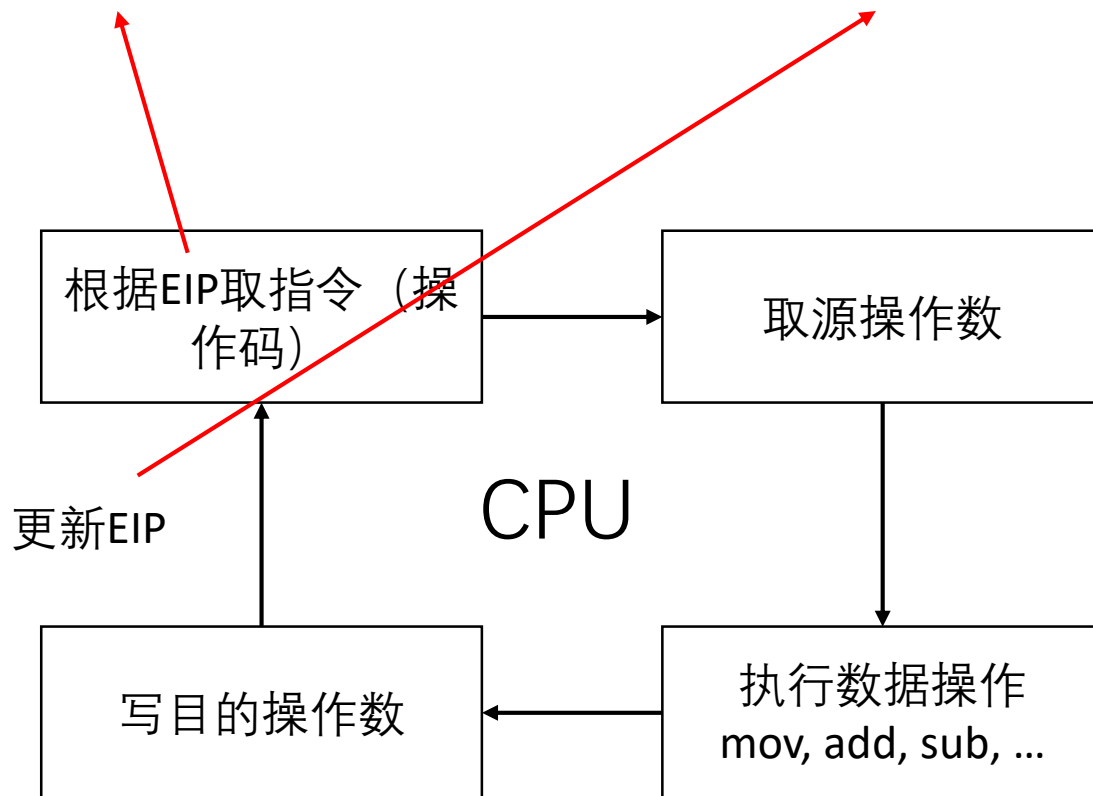 根据EIP取指令（操
作码）
取源操作数
CPU
更新EIP
写目的操作数
执行数据操作
mov, add, sub, …